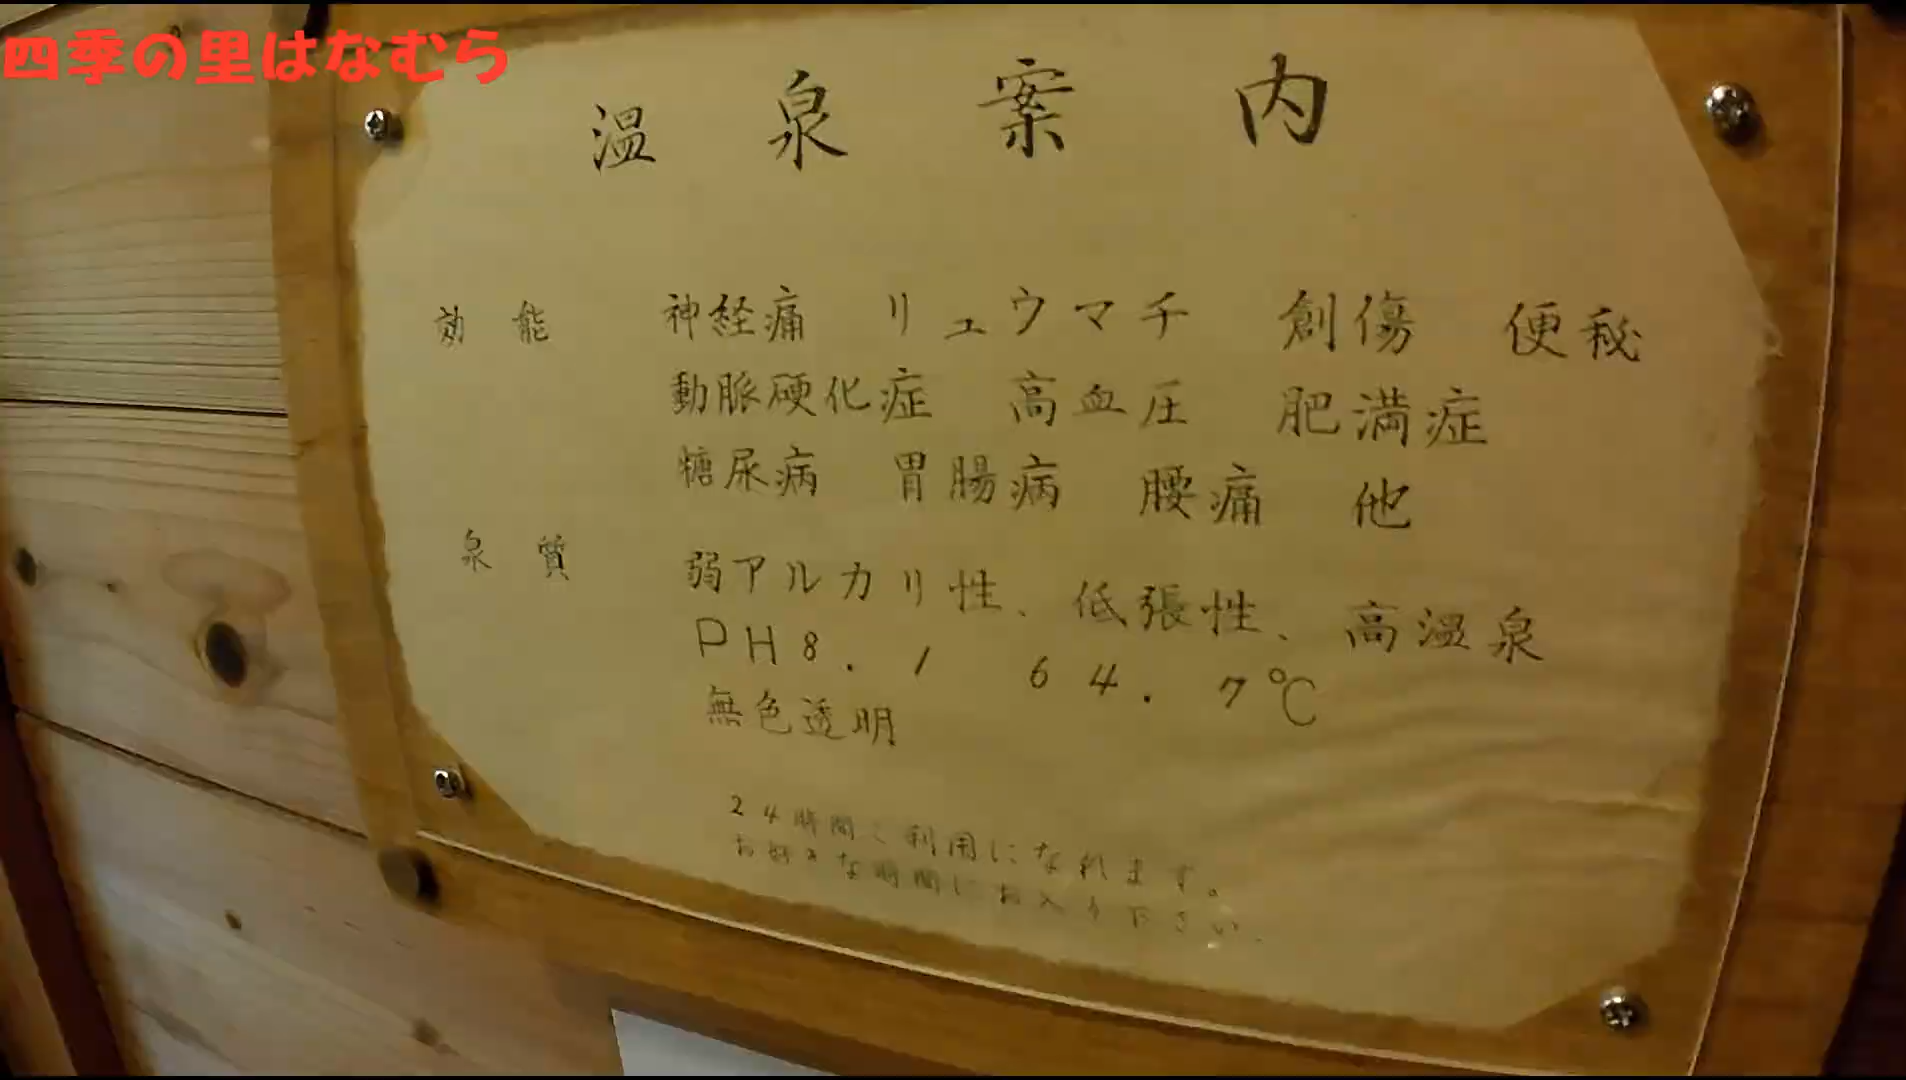 四季の里はなむら
温泉案内
効能 神経痛 リュウマチ 創傷 便秘
動脈硬化症 高血圧 肥満症
糖尿病 胃腸病 腰痛 他
泉質 弱アルカリ性、低張性、高温泉
PH8.1 64.7℃
無色透明
24時間ご利用になれます。
お好きな時間にお入り下さい。